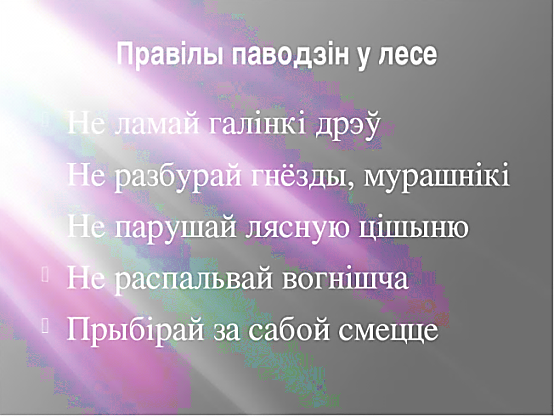 Правілы паводзін у лесе
Не ламай галінкі дрэў
Не разбурай гнёзды, мурашнікі
Не парушай лясную цішыню
Не распальвай вогнішча
Прыбірай за сабой смецце